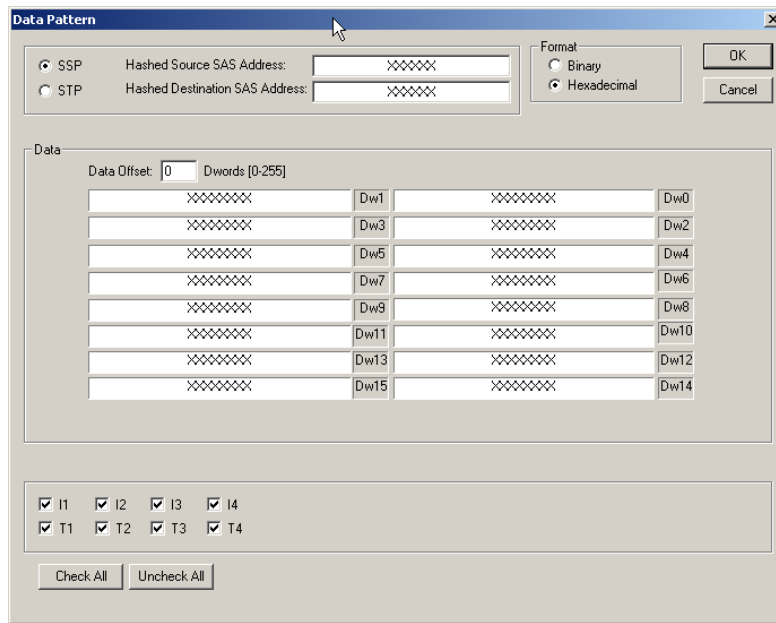 Data Pattern
SSP Hashed Source SAS Address: XXXXXX
STP Hashed Destination SAS Address: XXXXXX
Format
Binary
Hexadecimal
OK
Cancel
Data
Data Offset: 0 Dwords [0-255]
XXXXXXXX Dw1 XXXXXXXX Dw0
XXXXXXXX Dw3 XXXXXXXX Dw2
XXXXXXXX Dw5 XXXXXXXX Dw4
XXXXXXXX Dw7 XXXXXXXX Dw6
XXXXXXXX Dw9 XXXXXXXX Dw8
XXXXXXXX Dw11 XXXXXXXX Dw10
XXXXXXXX Dw13 XXXXXXXX Dw12
XXXXXXXX Dw15 XXXXXXXX Dw14
I1 I2 I3 I4
T1 T2 T3 T4
Check All Uncheck All